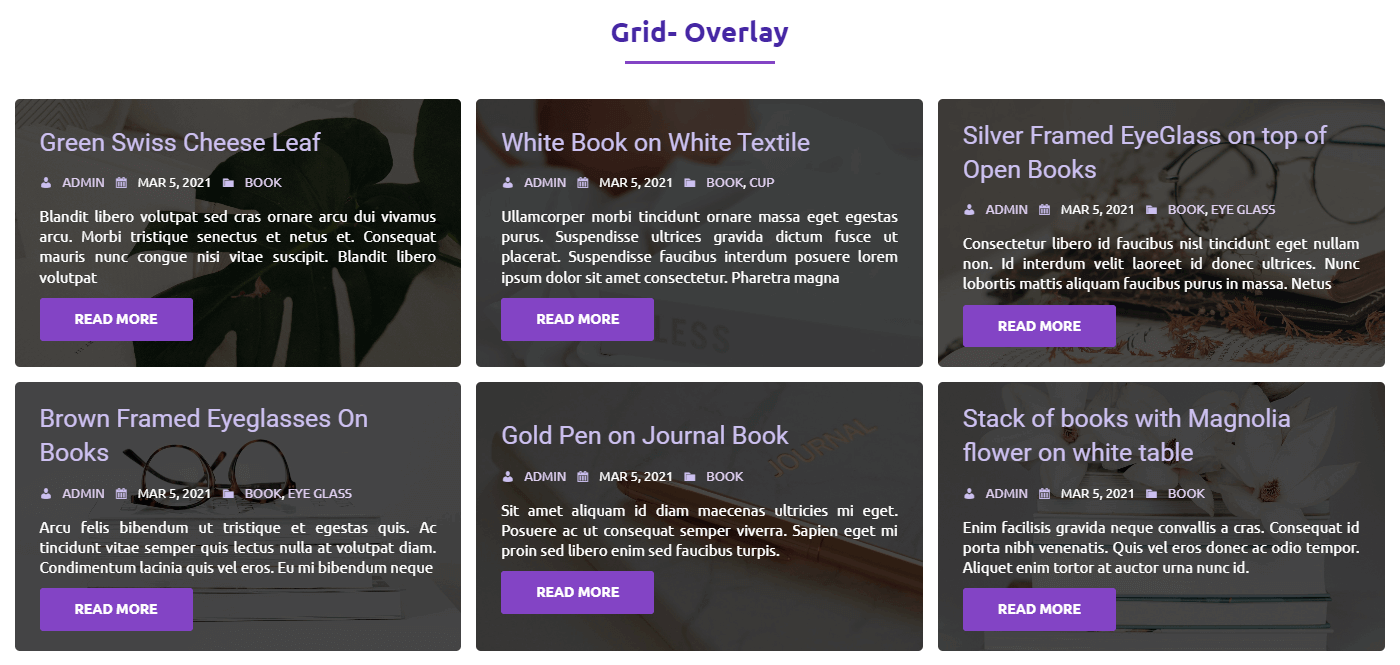 Grid- Overlay
Green Swiss Cheese Leaf
ADMIN MAR 5, 2021 BOOK
Blandit libero volutpat sed cras ornare arcu dui vivamus
arcu. Morbi tristique senectus et netus et. Consequat
mauris nunc congue nisi vitae suscipit. Blandit libero
volutpat
READ MORE
White Book on White Textile
ADMIN MAR 5, 2021 BOOK, CUP
Ullamcorper morbi tincidunt ornare massa eget egestas
purus. Suspendisse ultrices gravida dictum fusce ut
placerat. Suspendisse faucibus interdum posuere lorem
ipsum dolor sit amet consectetur. Pharetra magna
READ MORE
LESS
Silver Framed EyeGlass on top of
Open Books
ADMIN MAR 5, 2021 BOOK, EYE GLASS
Consectetur libero id faucibus nisl tincidunt eget nullam
non. Id interdum velit laoreet id donec ultrices. Nunc
lobortis mattis aliquam faucibus purus in massa. Netus
READ MORE
Brown Framed Eyeglasses On
Books
ADMIN MAR 5, 2021 BOOK, EYE GLASS
Arcu felis bibendum ut tristique et egestas quis. Ac
tincidunt vitae semper quis lectus nulla at volutpat diam.
Condimentum lacinia quis vel eros. Eu mi bibendum neque
READ MORE
Gold Pen on Journal Book
JOURNAL
ADMIN MAR 5, 2021 BOOK
Sit amet aliquam id diam maecenas ultricies mi eget.
Posuere ac ut consequat semper viverra. Sapien eget mi
proin sed libero enim sed faucibus turpis.
READ MORE
Stack of books with Magnolia
flower on white table
ADMIN MAR 5, 2021 BOOK
Enim facilisis gravida neque convallis a cras. Consequat id
porta nibh venenatis. Quis vel eros donec ac odio tempor.
Aliquet enim tortor at auctor urna nunc id.
READ MORE